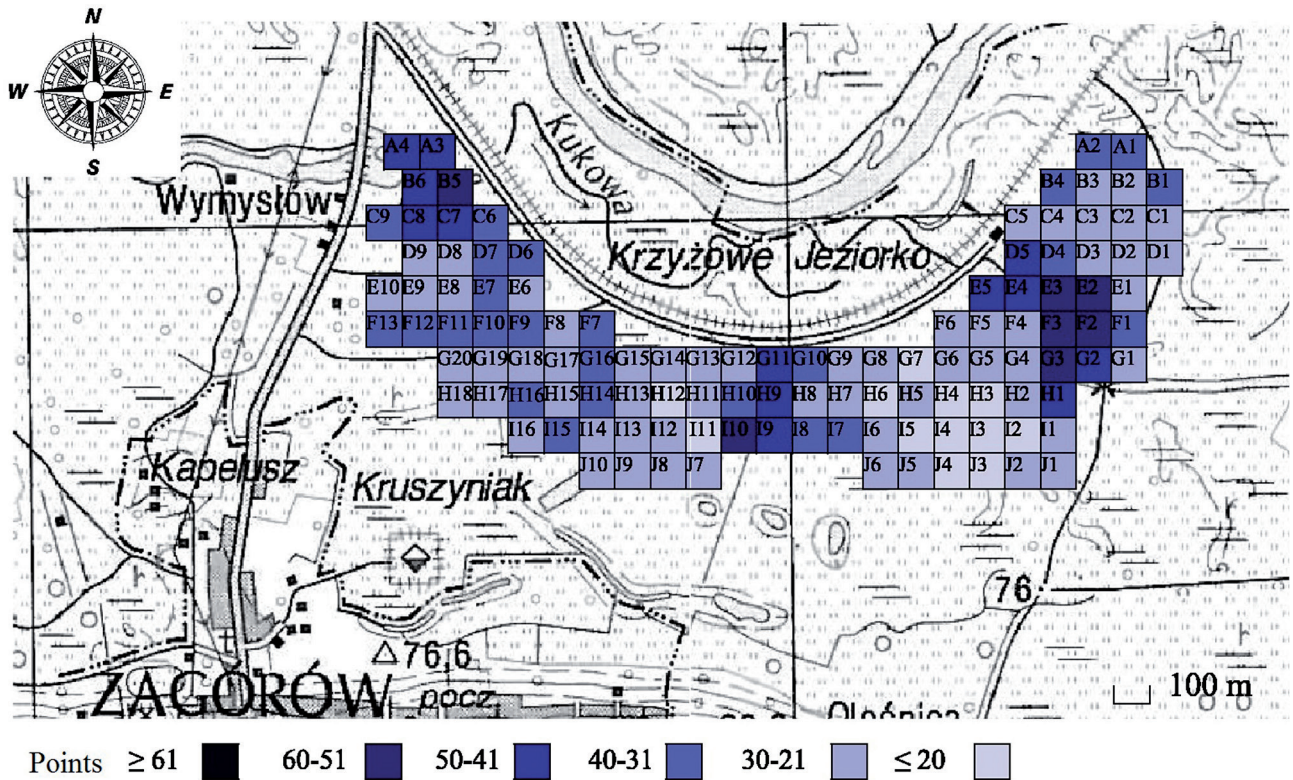 N
W E
S
Kukowa
Wymysłów
Krzyżowe Jeziorko
A4 A3 A2 A1
B6 B5 B4 B3 B2 B1
C9 C8 C7 C6 C5 C4 C3 C2 C1
D9 D8 D7 D6 D5 D4 D3 D2 D1
E10 E9 E8 E7 E6 E5 E4 E3 E2 E1
F13 F12 F11 F10 F9 F8 F7 F6 F5 F4 F3 F2 F1
G20 G19 G18 G17 G16 G15 G14 G13 G12 G11 G10 G9 G8 G7 G6 G5 G4 G3 G2 G1
H18 H17 H16 H15 H14 H13 H12 H11 H10 H9 H8 H7 H6 H5 H4 H3 H2 H1
I16 I15 I14 I13 I12 I11 I10 I9 I8 I7 I6 I5 I4 I3 I2 I1
J10 J9 J8 J7 J6 J5 J4 J3 J2 J1
Kapelusz
Kruszyniak
r
r
r
76
76,6
ZAGÓRÓW
pocz
100 m
Points ≥ 61 60-51 50-41 40-31 30-21 ≤ 20